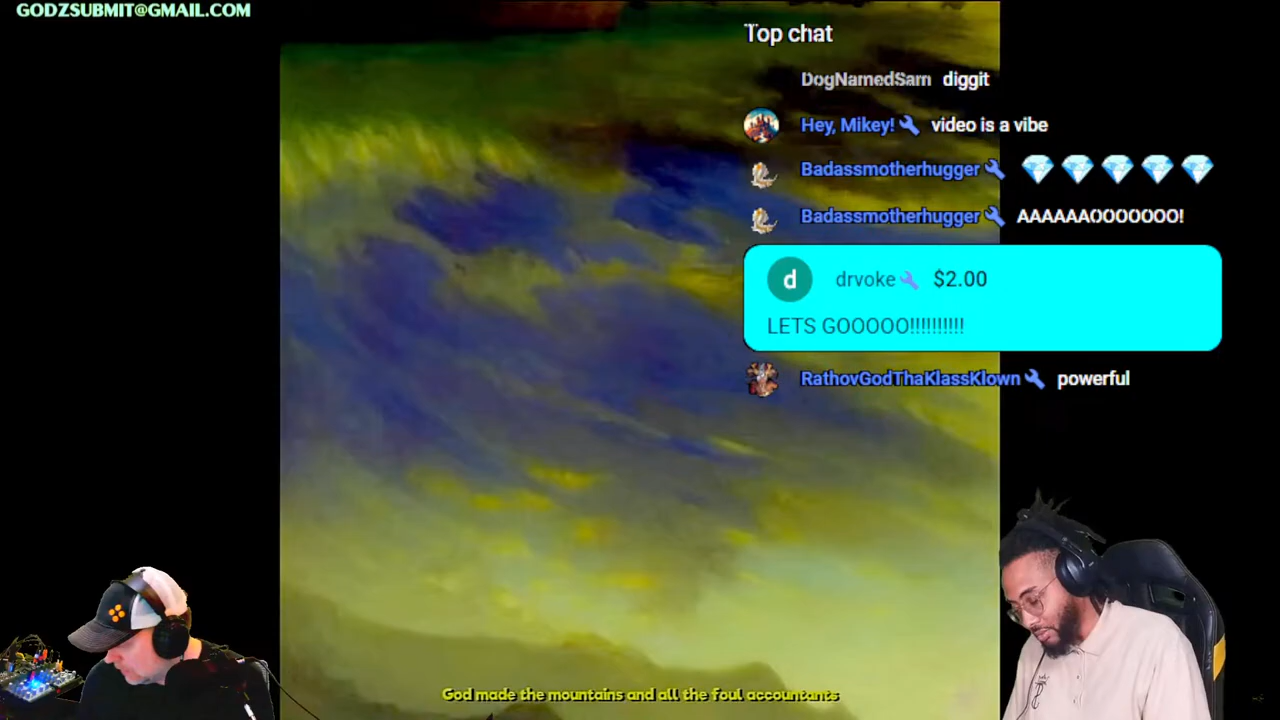 GODZSUBMIT@GMAIL.COM
Top chat
DogNamedSam diggit
Hey, Mikey! video is a vibe
Badassmotherhugger
Badassmotherhugger AAAAAAOOOOOOO!
d drvoke $2.00
LETS GOOOOO!!!!!!!!!!
RathovGodThaKlassKlown powerful
God made the mountains and all the foul accountants